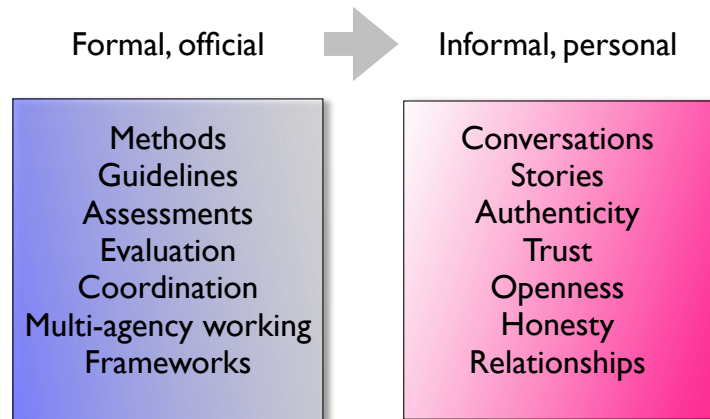 Formal, official
Informal, personal
Methods
Guidelines
Assessments
Evaluation
Coordination
Multi-agency working
Frameworks
Conversations
Stories
Authenticity
Trust
Openness
Honesty
Relationships